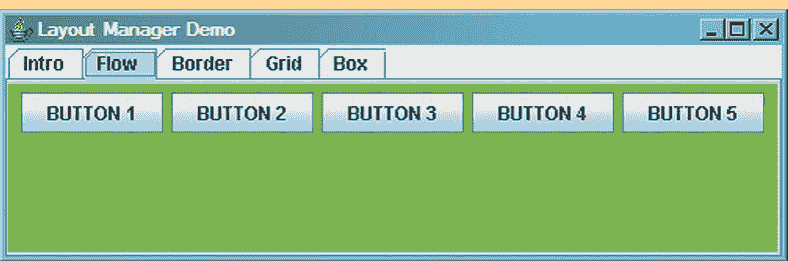 Layout Manager Demo
Intro Flow Border Grid Box
BUTTON 1 BUTTON 2 BUTTON 3 BUTTON 4 BUTTON 5